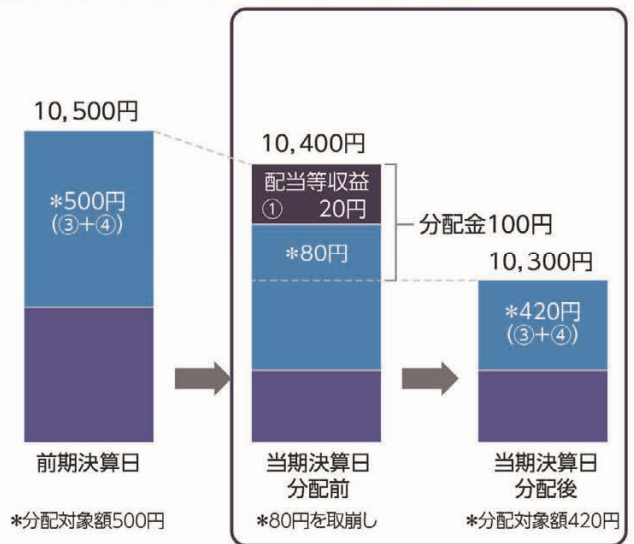 10,500円
*500円
(③+④)
前期決算日
*分配対象額500円
10,400円
配当等収益
① 20円
*80円
分配金100円
当期決算日
分配前
*80円を取崩し
10,300円
*420円
(③+④)
当期決算日
分配後
*分配対象額420円